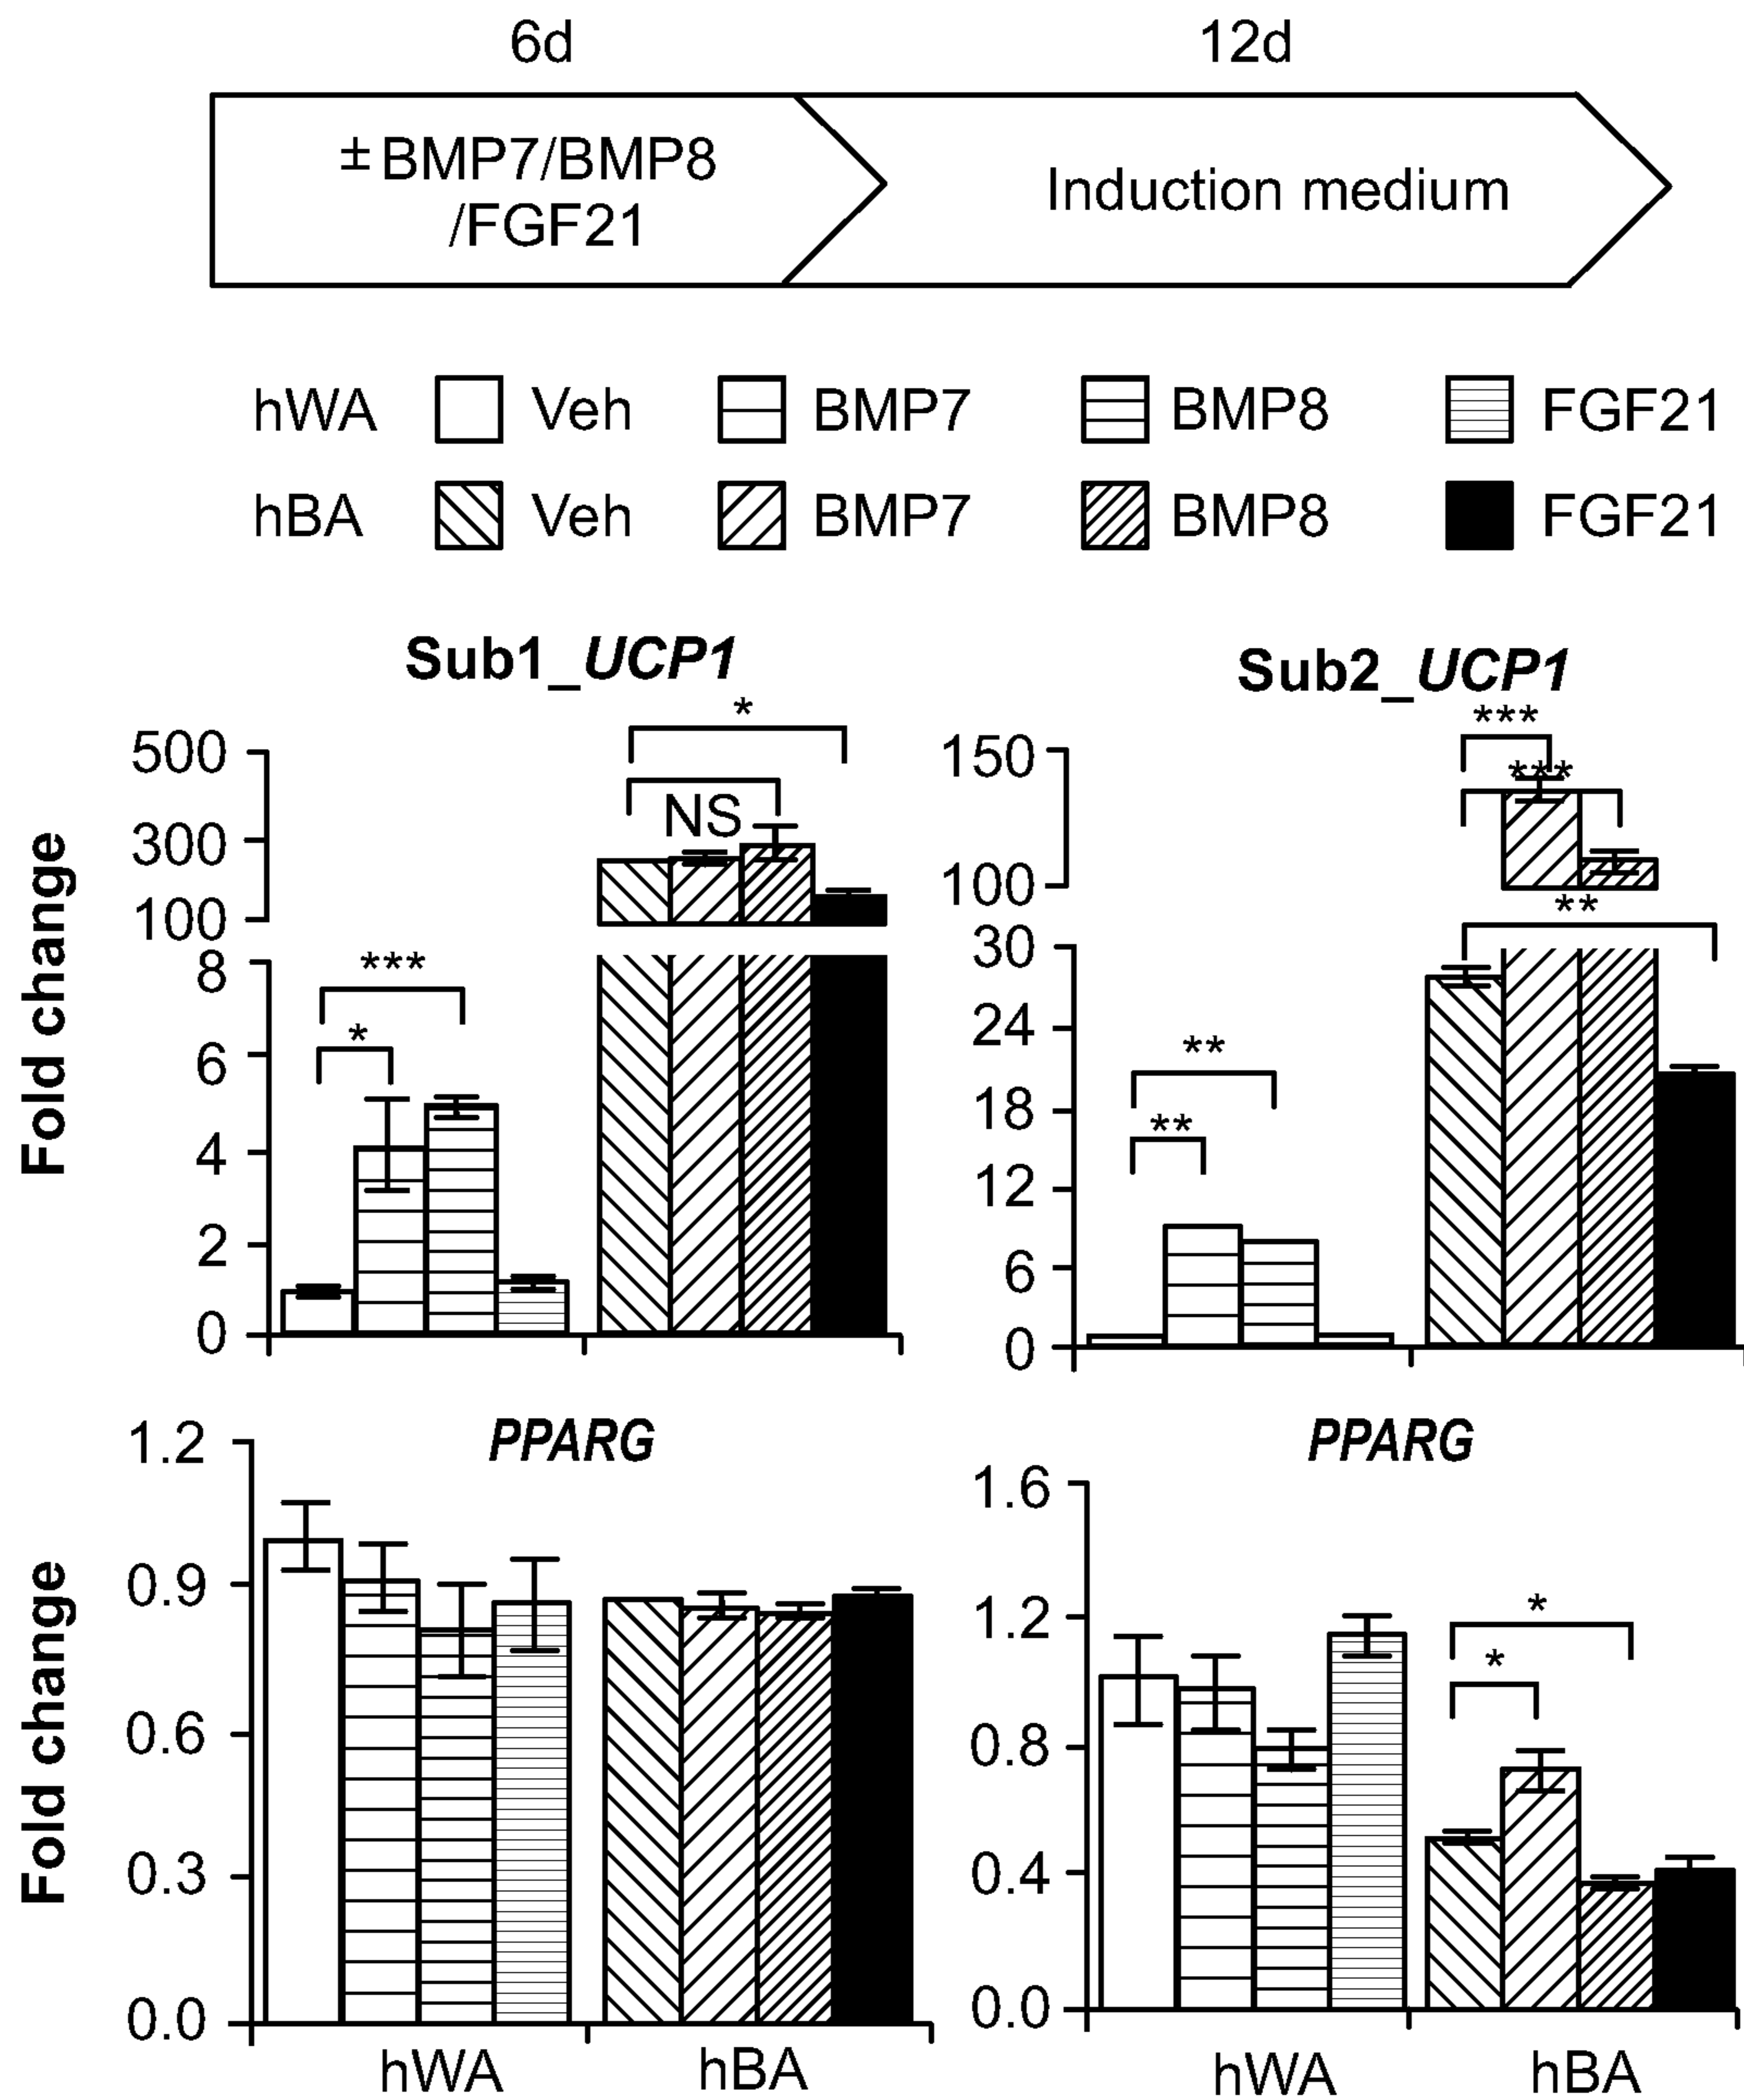 6d 12d
±BMP7/BMP8
/FGF21
Induction medium
hWA Veh BMP7 BMP8 FGF21
hBA Veh BMP7 BMP8 FGF21
Sub1_UCP1
Fold change
500
300
100
8
6
4
2
0
*
NS
***
*
Sub2_UCP1
150
100
30
24
18
12
6
0
***
***
**
**
**
PPARG
Fold change
1.2
0.9
0.6
0.3
0.0
hWA hBA
PPARG
1.6
1.2
0.8
0.4
0.0
*
*
hWA hBA